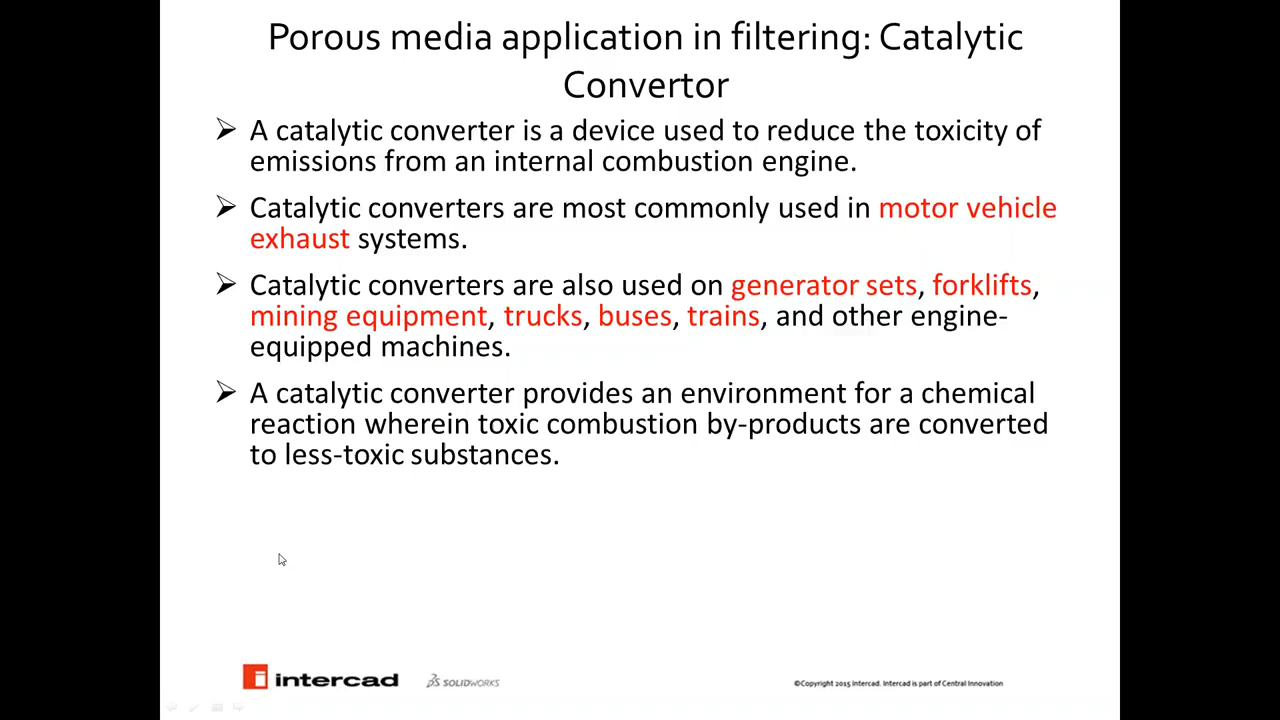 Porous media application in filtering: Catalytic
Convertor
A catalytic converter is a device used to reduce the toxicity of
emissions from an internal combustion engine.
Catalytic converters are most commonly used in motor vehicle
exhaust systems.
Catalytic converters are also used on generator sets, forklifts,
mining equipment, trucks, buses, trains, and other engine-
equipped machines.
A catalytic converter provides an environment for a chemical
reaction wherein toxic combustion by-products are converted
to less-toxic substances.
intercad SOLIDWORKS ©Copyright 2015 Intercad. Intercad is part of Central Innovation